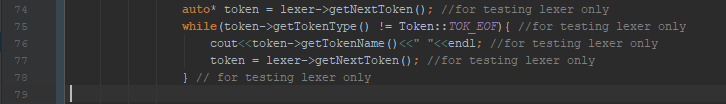 74 auto* token = lexer->getNextToken(); //for testing lexer only
75 while(token->getTokenType() != Token::TOK_EOF){ //for testing lexer only
76 cout<<token->getTokenName()<<" "<<endl; //for testing lexer only
77 token = lexer->getNextToken(); //for testing lexer only
78 } // for testing lexer only
79